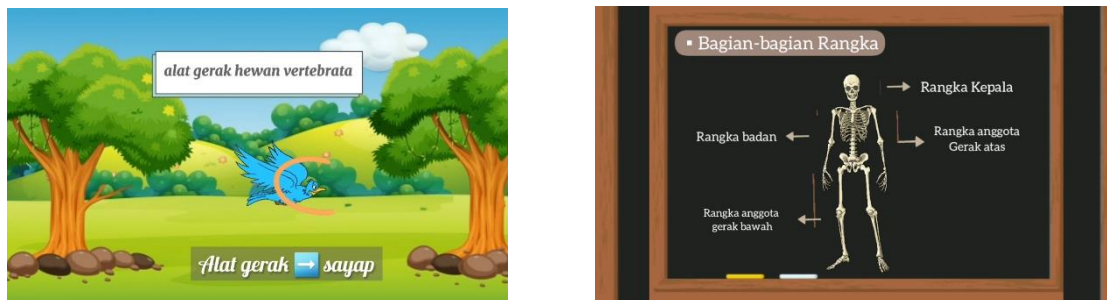 alat gerak hewan vertebrata
Alat gerak ➡ sayap
▪ Bagian-bagian Rangka
Rangka Kepala
Rangka badan
Rangka anggota
Gerak atas
Rangka anggota
gerak bawah